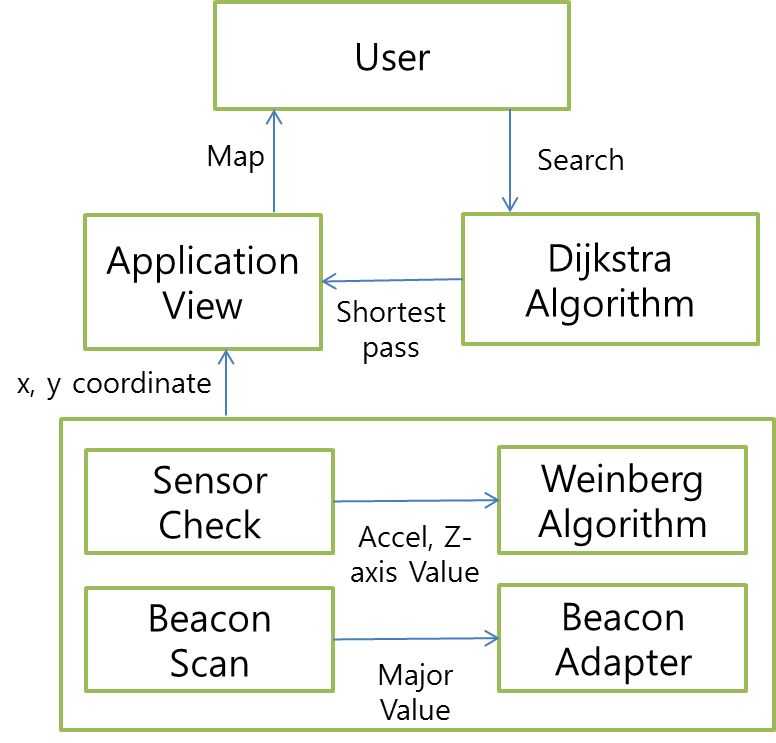 User
Map
Search
Application
View
Dijkstra
Algorithm
Shortest
pass
x, y coordinate
Sensor
Check
Weinberg
Algorithm
Accel, Z-
axis Value
Beacon
Scan
Beacon
Adapter
Major
Value